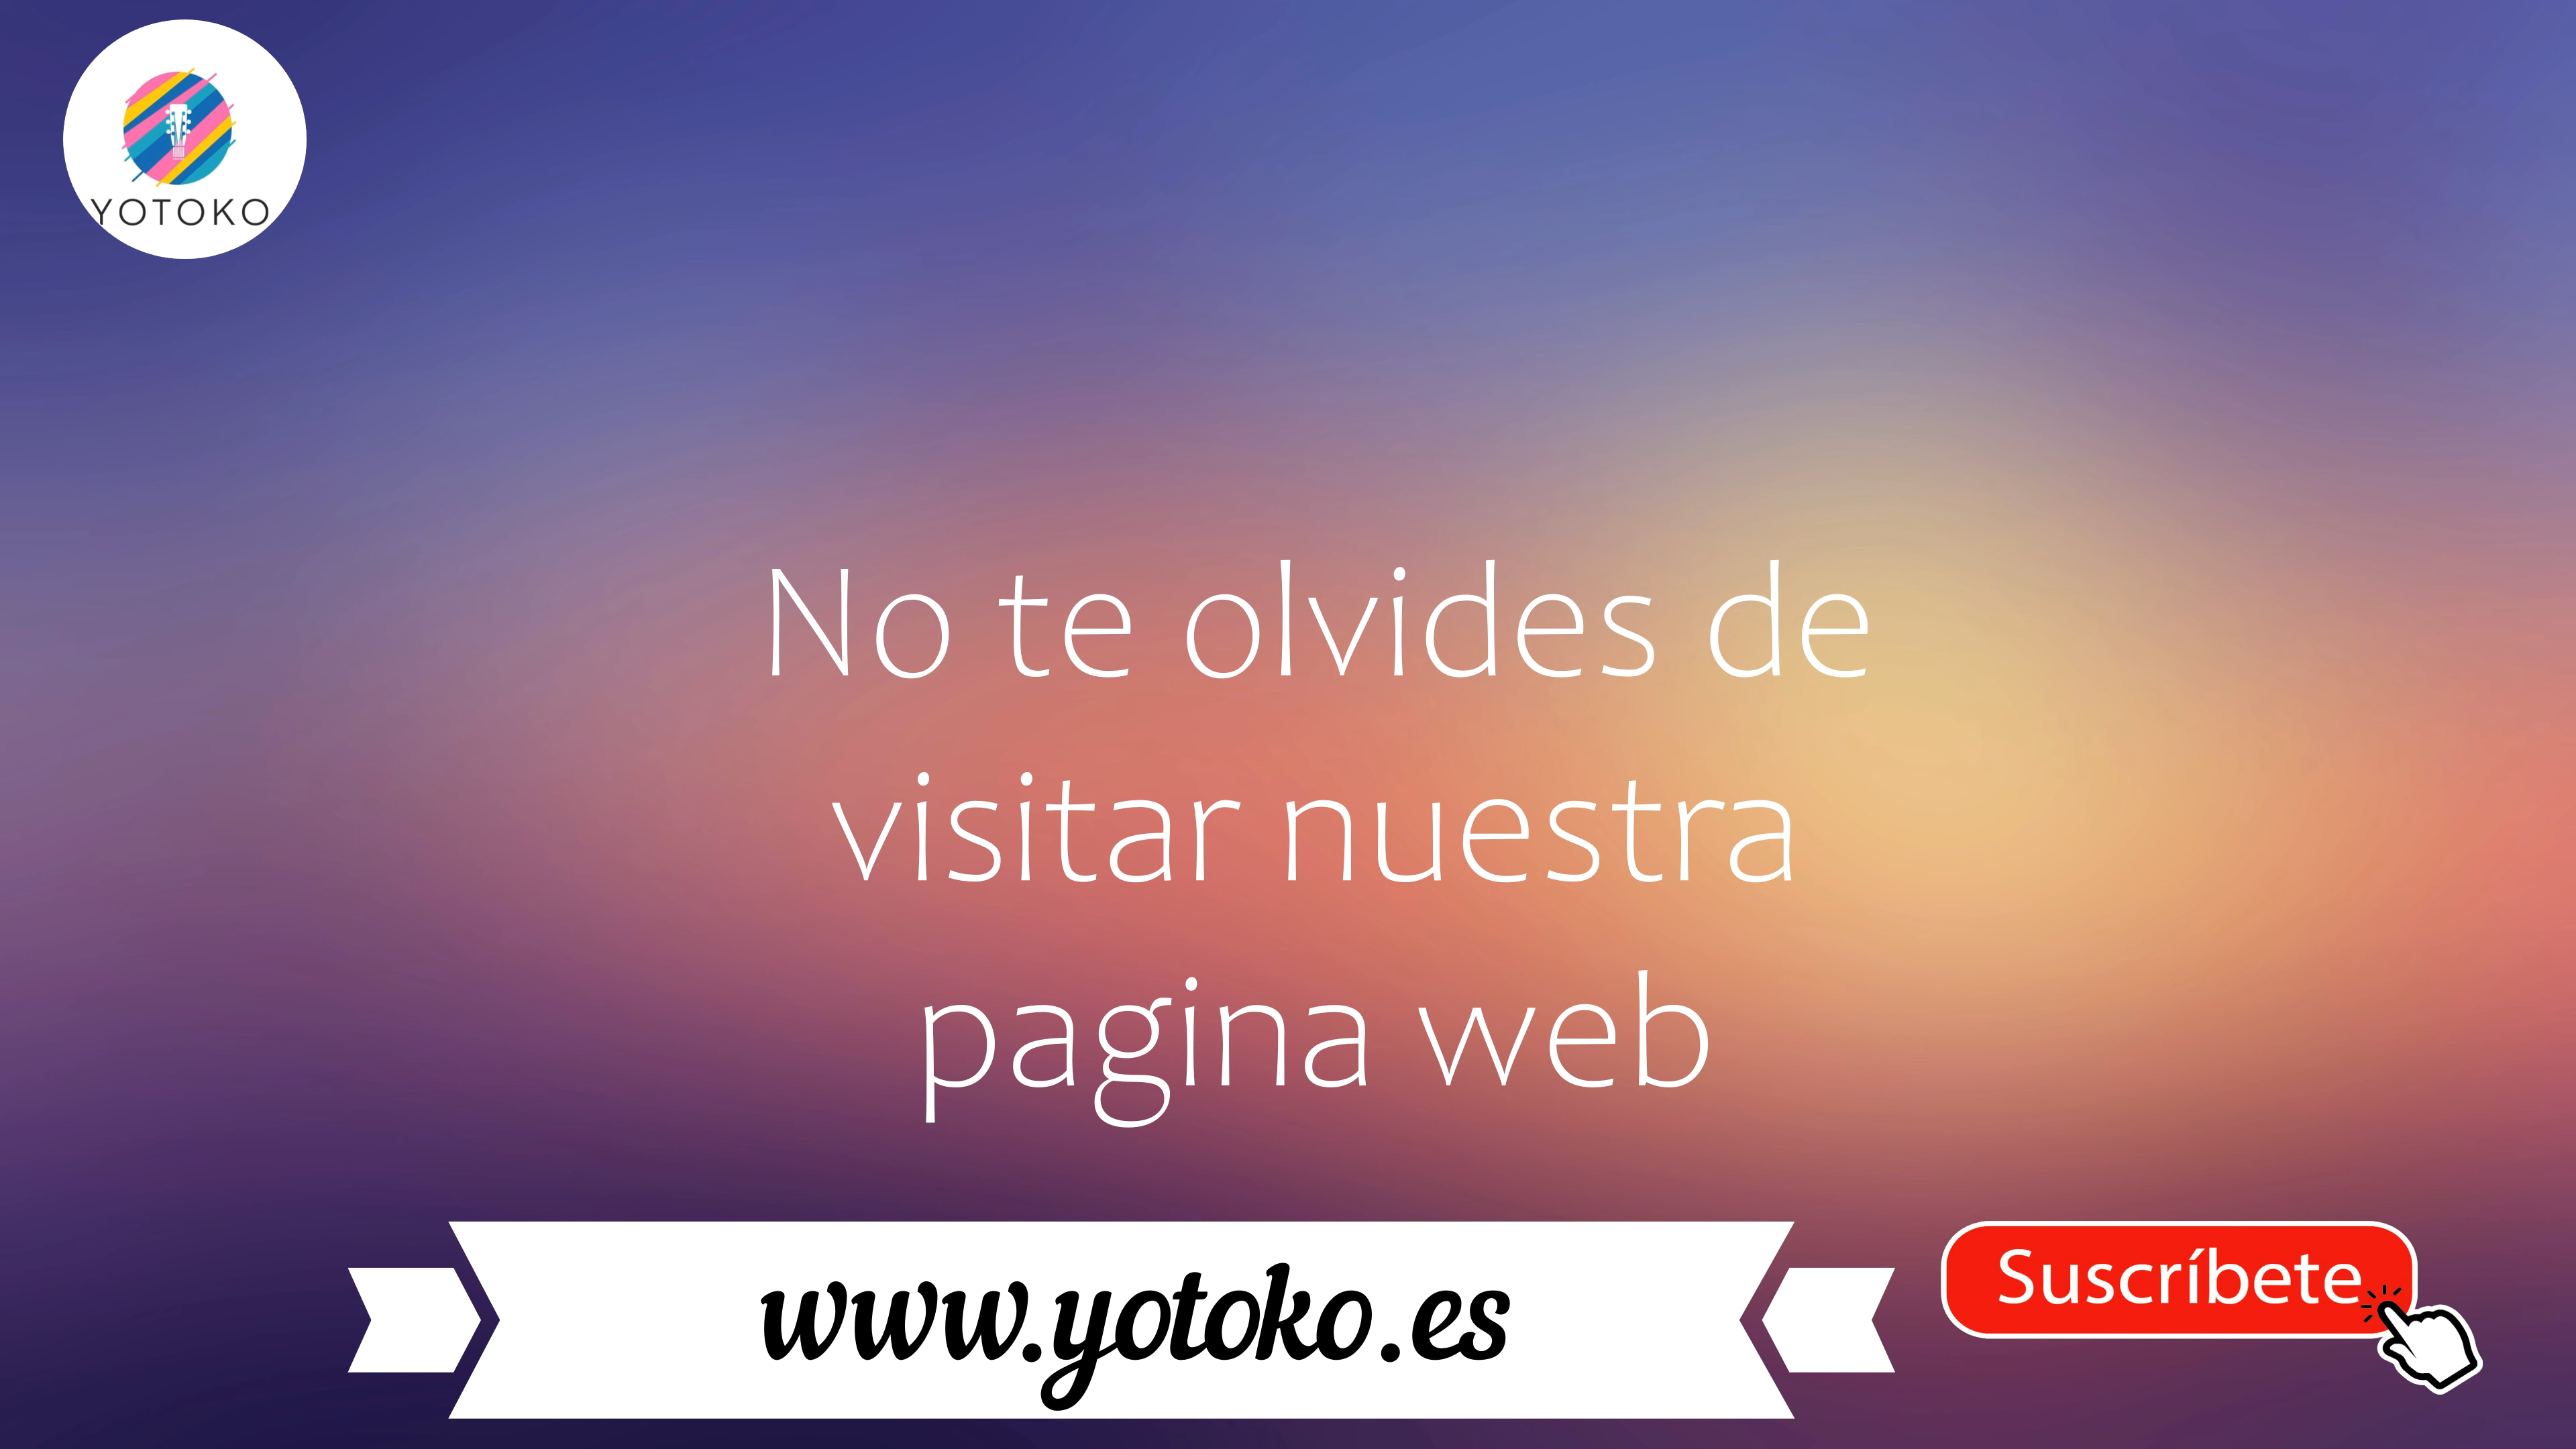 YOTOKO
No te olvides de
visitar nuestra
pagina web
www.yotoko.es
Suscríbete